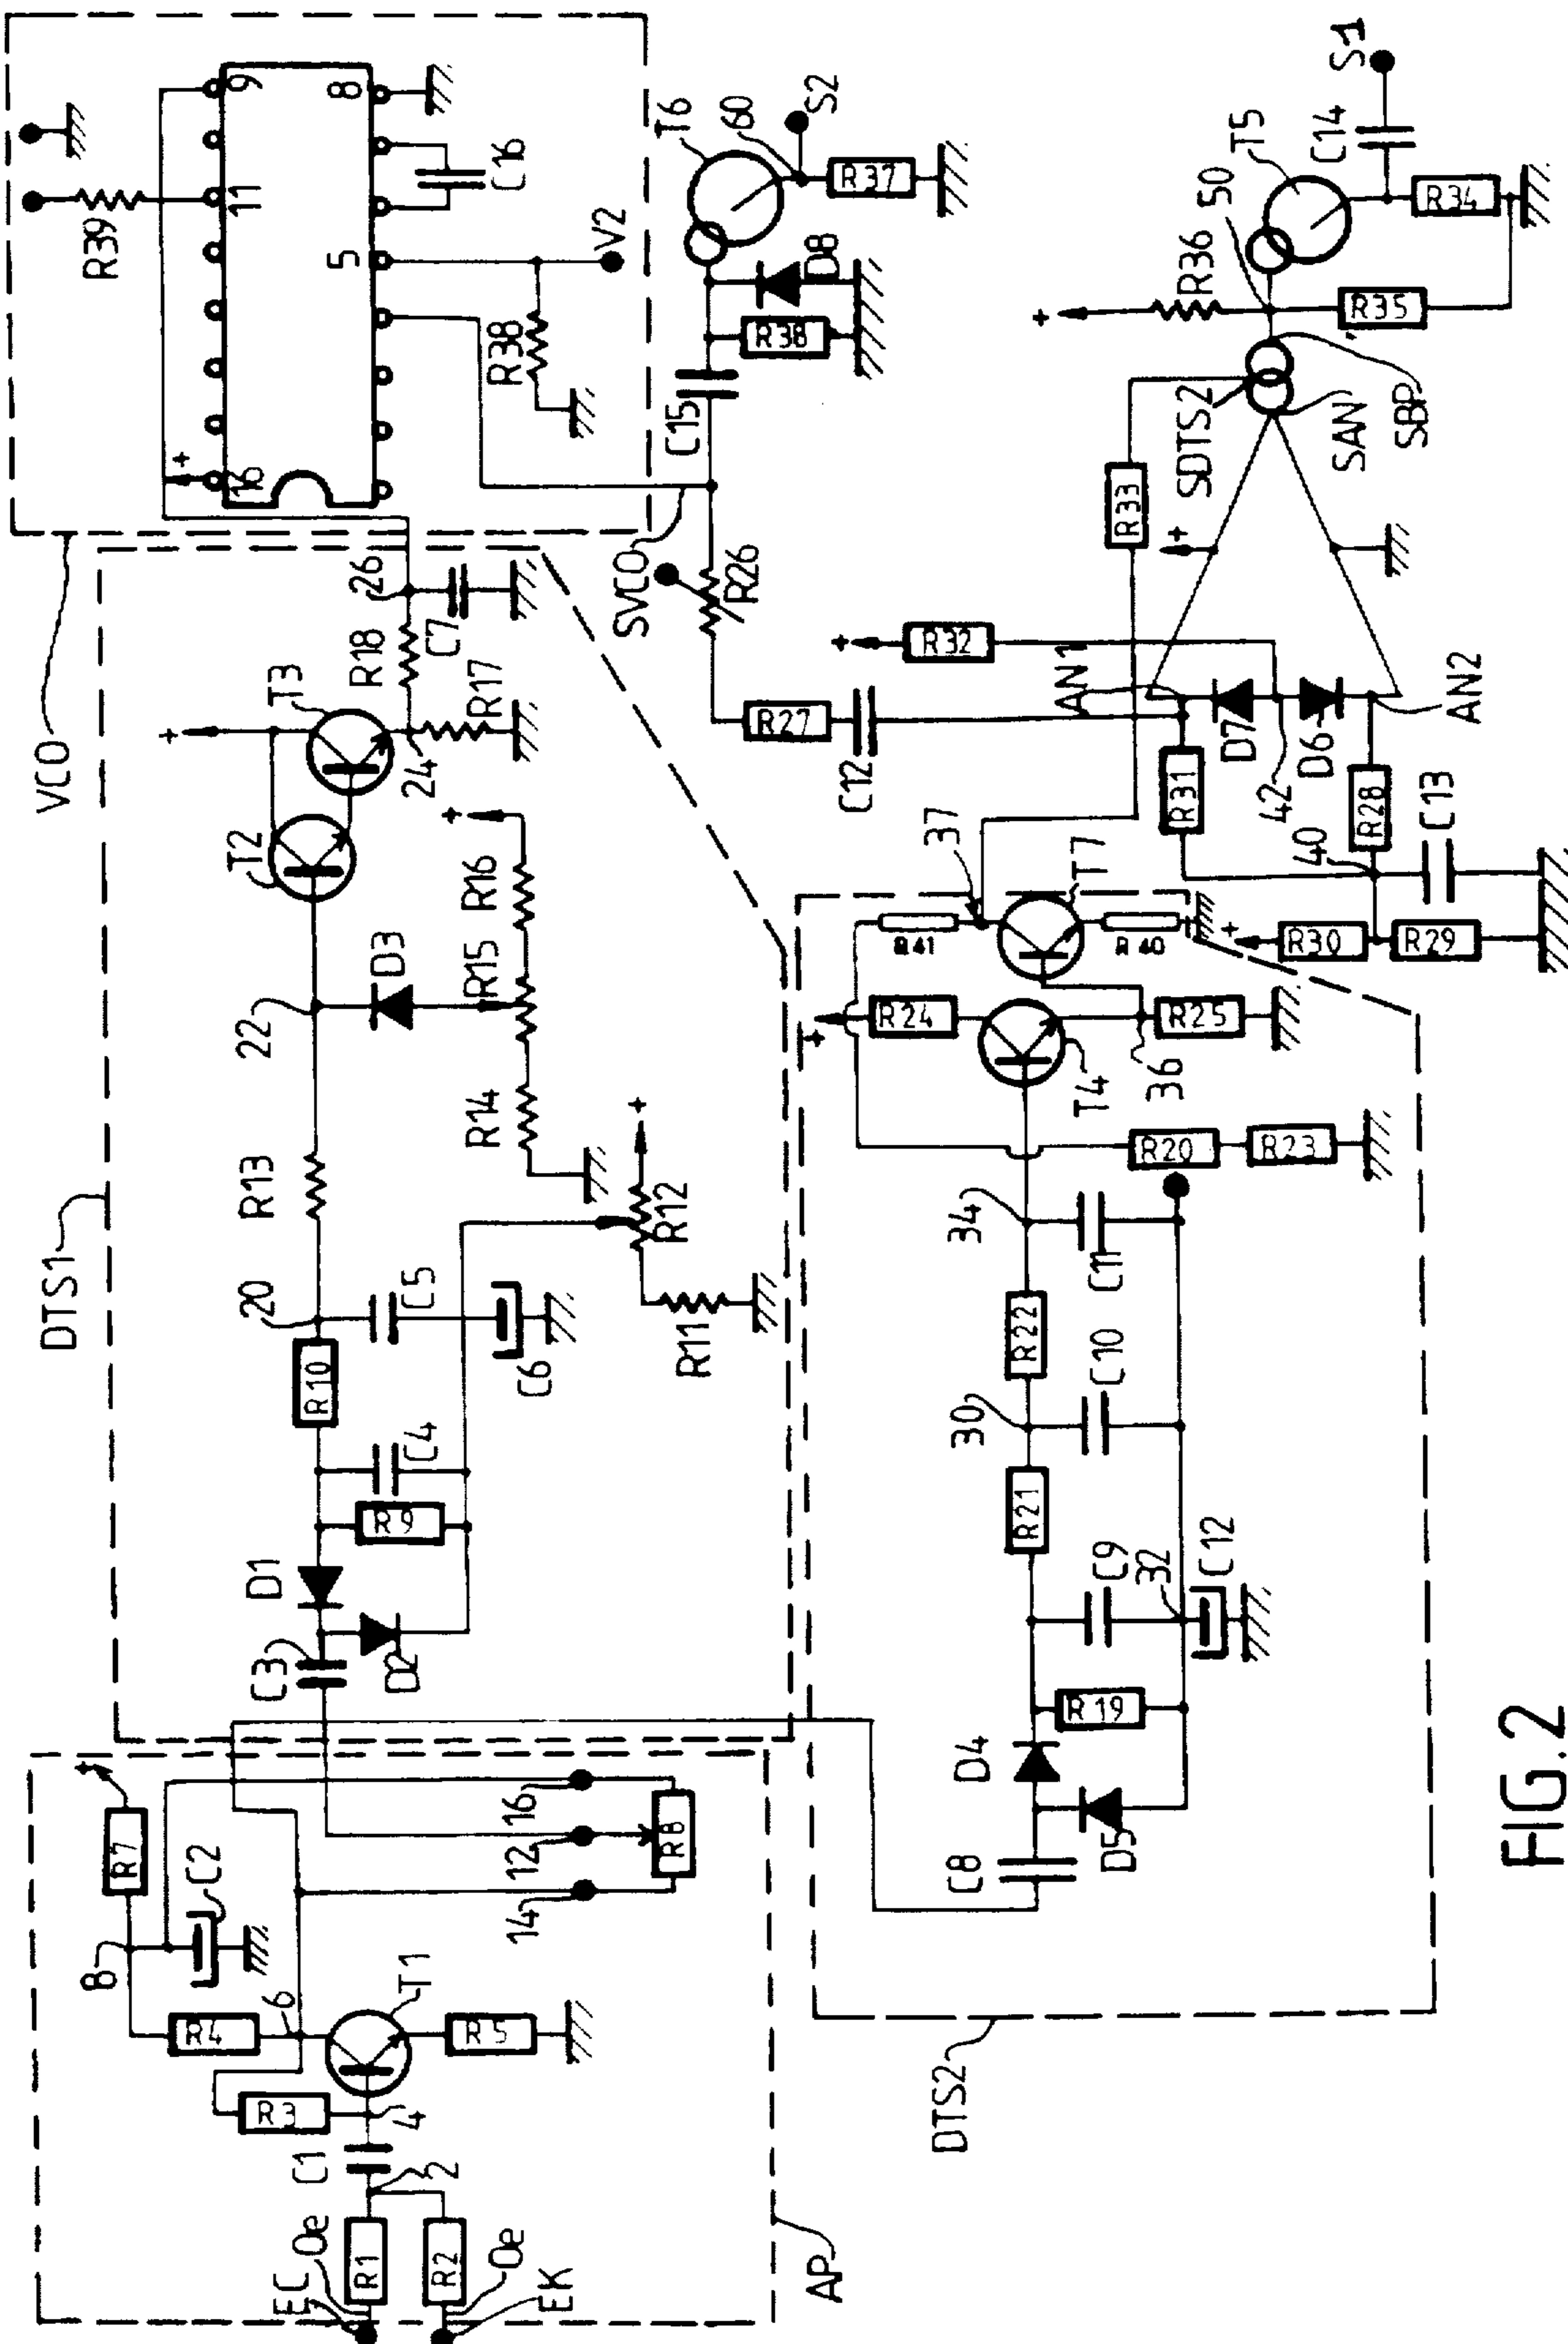 9
8
11
C16
R39
T6
60
S2
S1
5
V2
R37
T5
C14
50
R34
R38
D8
R36
R38
R35
C15
16
+
SDTS2
SAN
SBP
R33
+
26
SVCO
R26
R18
C7
+
R32
T3
R17
+
AN1
AN2
VCO
24
R27
D7
D6
C12
42
R31
R28
T2
+
37
40
C13
R16
T7
R41
R40
+
R30
R29
D3
R15
22
+
R24
R25
T4
36
R14
+
R13
R20
R23
DTS1
R12
34
20
C5
C11
R11
R10
C6
R22
C10
30
C4
R9
R21
D1
C9
32
C12
C3
D2
R19
D4
+
16
R7
12
R8
C8
D5
FIG.2
C2
14
8
6
T1
R4
R5
R3
4
DTS2
C1
2
Oe
R1
R2
Oe
EC
EK
AP
+